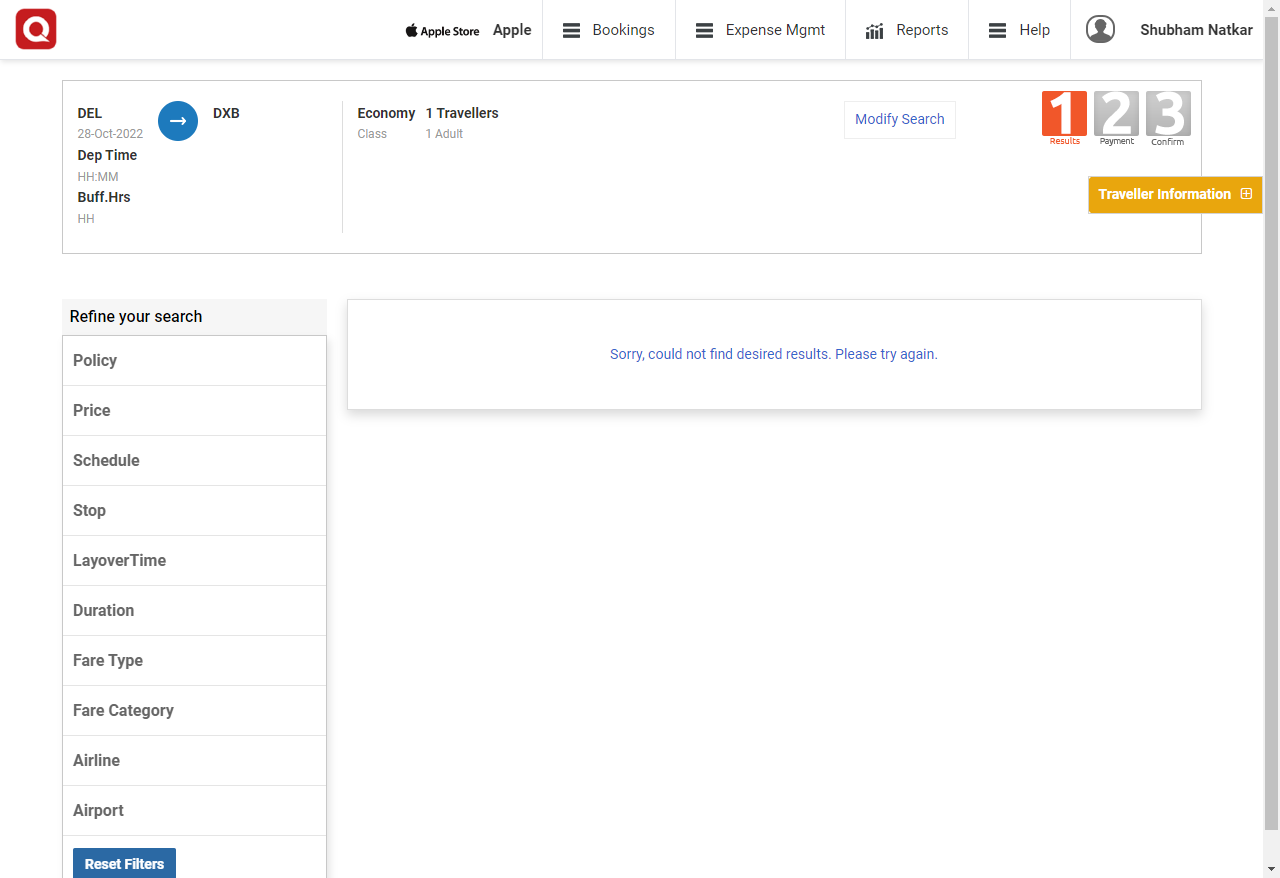 Apple Store Apple Bookings Expense Mgmt Reports Help Shubham Natkar
DEL DXB
28-Oct-2022
Dep Time
HH:MM
Buff.Hrs
HH
Economy 1 Travellers
Class 1 Adult
Modify Search
1 2 3
Results Payment Confirm
Traveller Information
Refine your search
Policy
Price
Schedule
Stop
LayoverTime
Duration
Fare Type
Fare Category
Airline
Airport
Reset Filters
Sorry, could not find desired results. Please try again.